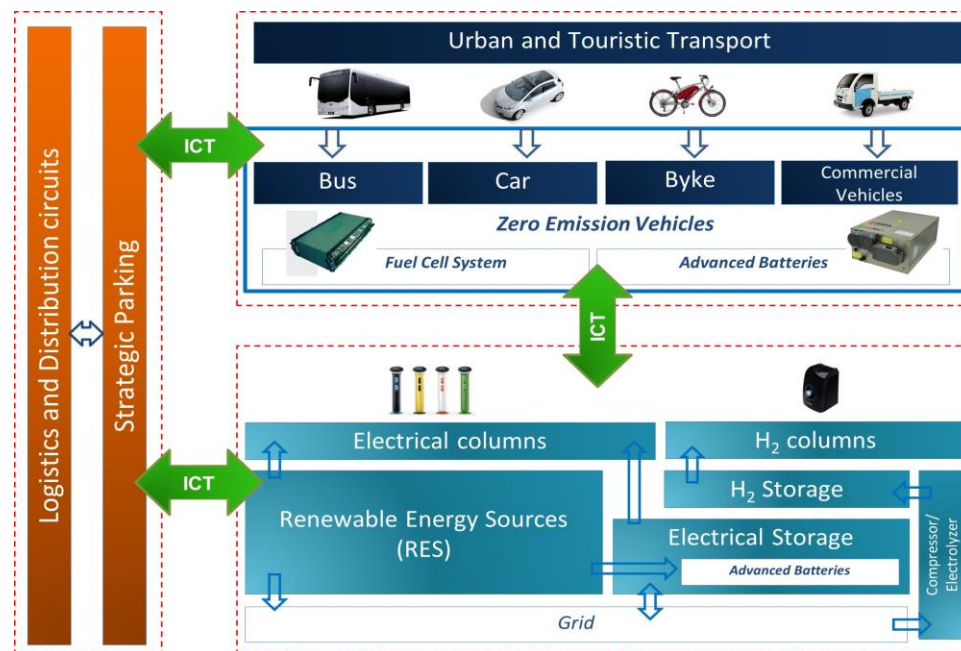 Logistics and Distribution circuits
Strategic Parking
ICT
ICT
Urban and Touristic Transport
Bus
Car
Byke
Commercial
Vehicles
Zero Emission Vehicles
Fuel Cell System
Advanced Batteries
ICT
Electrical columns
H₂ columns
Renewable Energy Sources
(RES)
H₂ Storage
Electrical Storage
Advanced Batteries
Compressor/
Electrolyzer
Grid